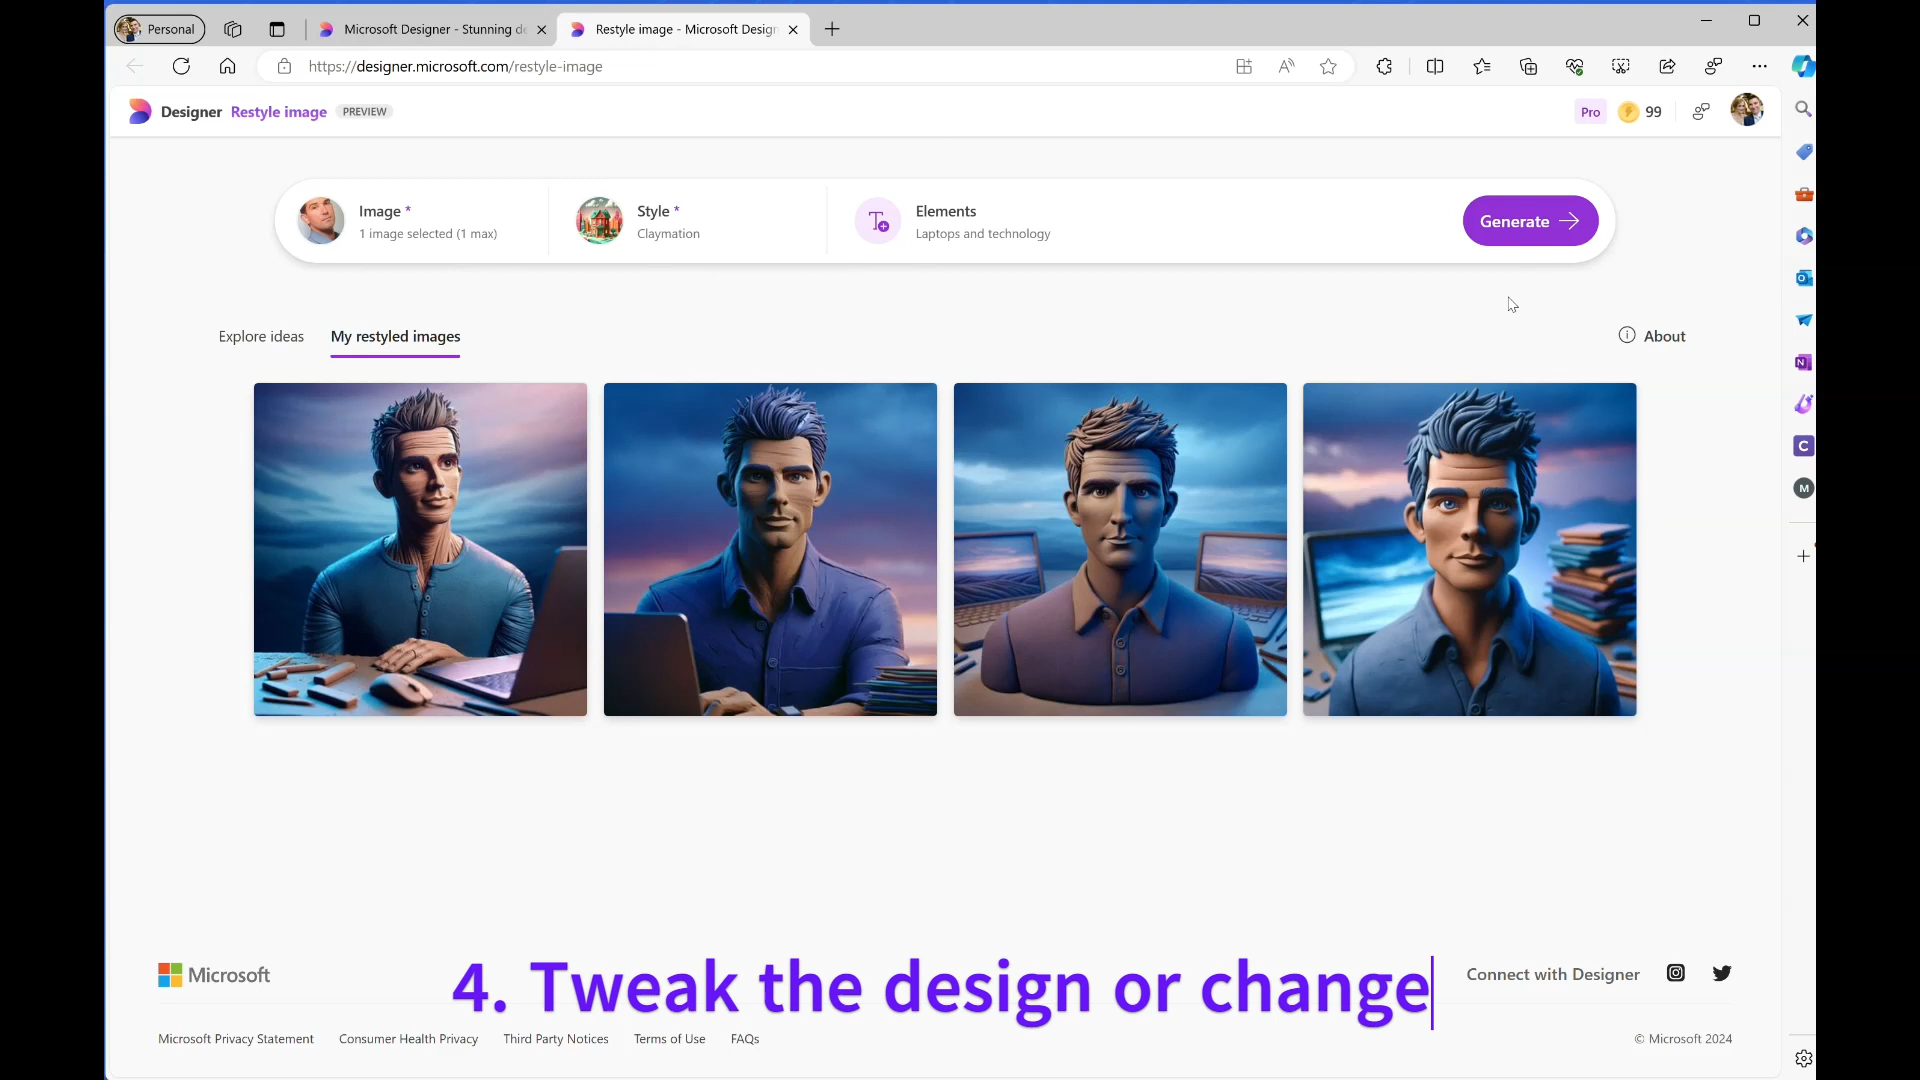 Personal
Microsoft Designer - Stunning de
Restyle image - Microsoft Design
https://designer.microsoft.com/restyle-image
Designer Restyle image PREVIEW
Pro 99
Image *
1 image selected (1 max)
Style *
Claymation
Elements
Laptops and technology
Generate
Explore ideas
My restyled images
About
C
M
Microsoft
4. Tweak the design or change
Connect with Designer
Microsoft Privacy Statement
Consumer Health Privacy
Third Party Notices
Terms of Use
FAQs
© Microsoft 2024